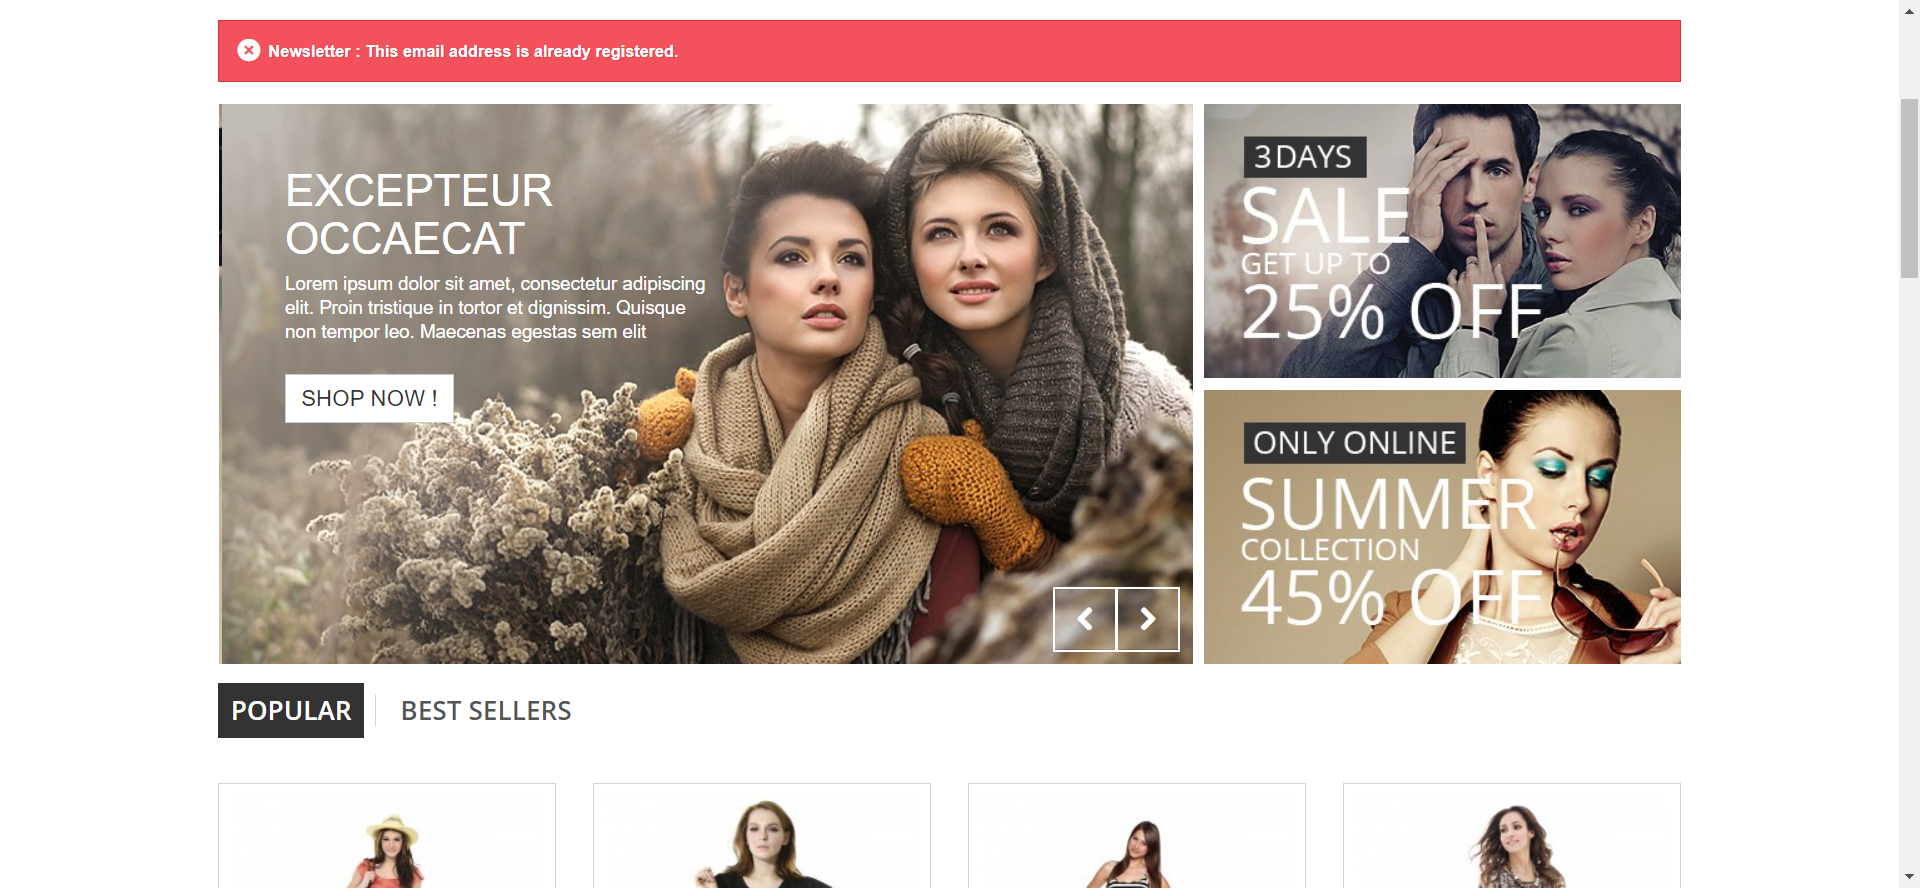 Newsletter : This email address is already registered.
EXCEPTEUR
OCCAECAT
Lorem ipsum dolor sit amet, consectetur adipiscing
elit. Proin tristique in tortor et dignissim. Quisque
non tempor leo. Maecenas egestas sem elit
SHOP NOW !
3 DAYS
SALE
GET UP TO
25% OFF
ONLY ONLINE
SUMMER
COLLECTION
45% OFF
POPULAR
BEST SELLERS